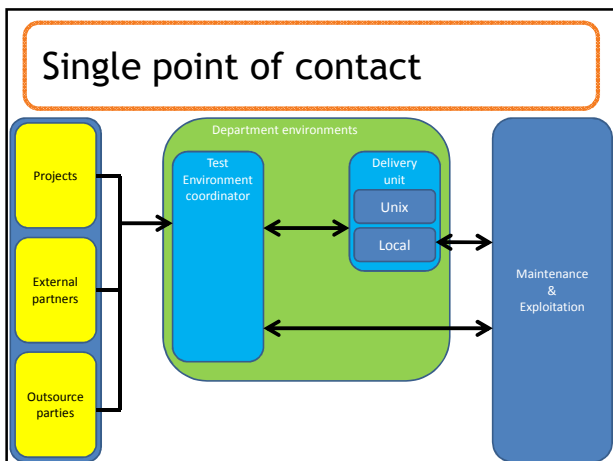 Single point of contact
Department environments
Projects
External
partners
Outsource
parties
Test
Environment
coordinator
Delivery
unit
Unix
Local
Maintenance
&
Exploitation